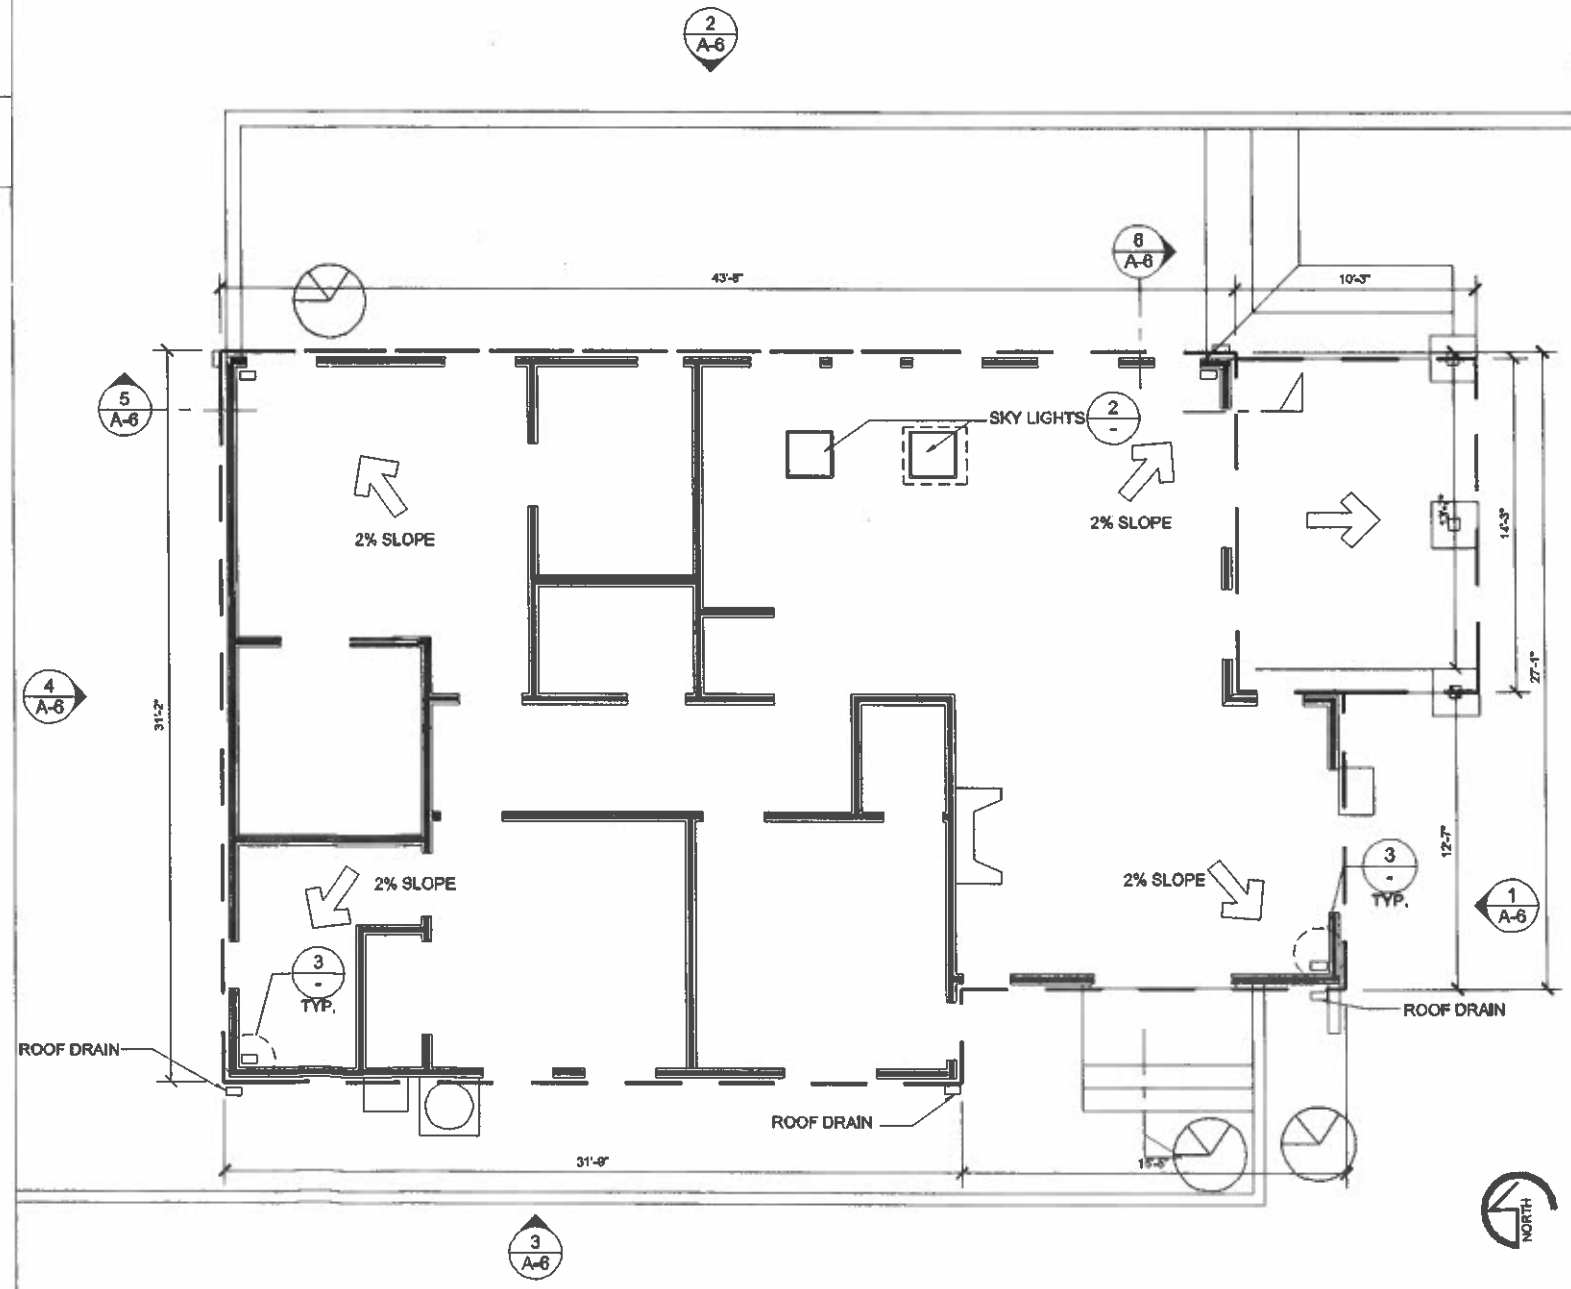 2
A-6
6
A-6
43'-8"
10'-3"
5
A-6
SKY LIGHTS
2
-
2% SLOPE
2% SLOPE
14'-3"
27'-1"
4
A-6
31'-2"
12'-7"
2% SLOPE
2% SLOPE
3
-
TYP.
1
A-6
3
-
TYP.
ROOF DRAIN
ROOF DRAIN
ROOF DRAIN
31'-9"
3
A-6
NORTH